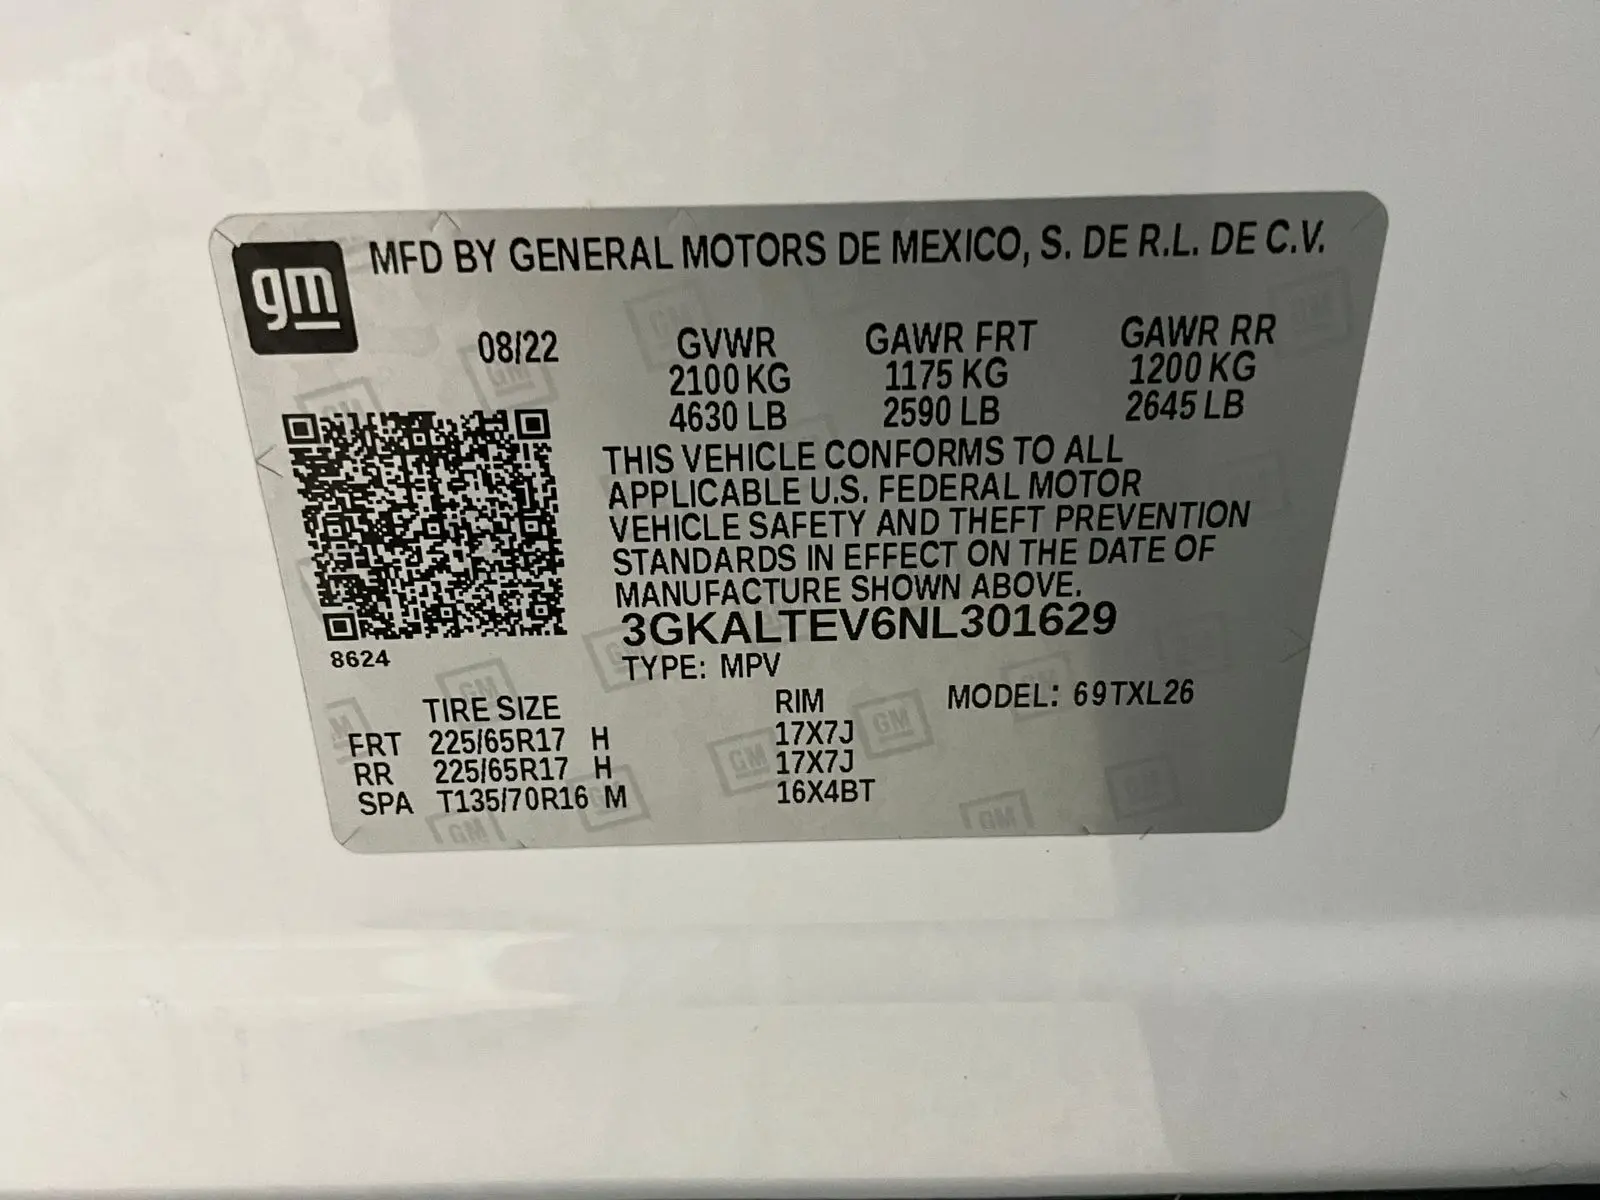 gm
MFD BY GENERAL MOTORS DE MEXICO, S. DE R.L. DE C.V.
08/22 GVWR GAWR FRT GAWR RR
2100 KG 1175 KG 1200 KG
4630 LB 2590 LB 2645 LB
THIS VEHICLE CONFORMS TO ALL
APPLICABLE U.S. FEDERAL MOTOR
VEHICLE SAFETY AND THEFT PREVENTION
STANDARDS IN EFFECT ON THE DATE OF
MANUFACTURE SHOWN ABOVE.
3GKALTEV6NL301629
8624
TYPE: MPV
TIRE SIZE RIM MODEL: 69TXL26
FRT 225/65R17 H 17X7J
RR 225/65R17 H 17X7J
SPA T135/70R16 M 16X4BT